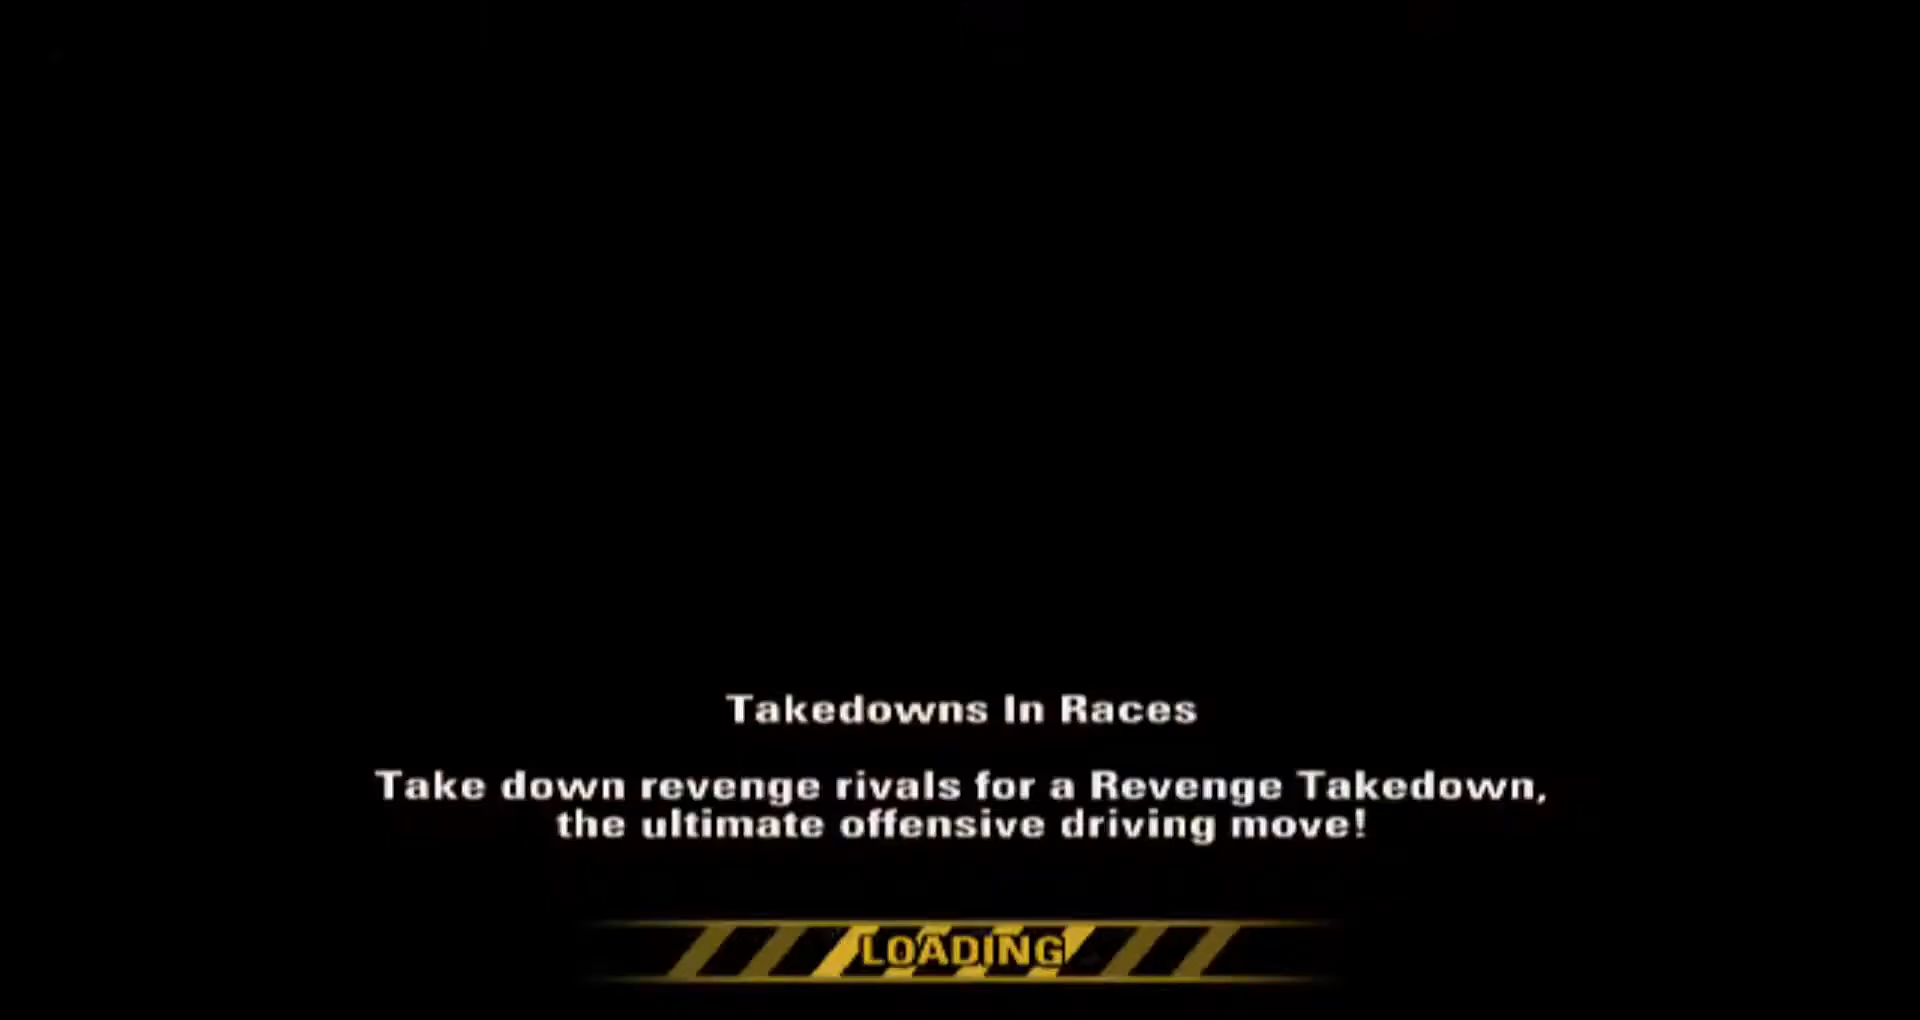 Takedowns In Races
Take down revenge rivals for a Revenge Takedown,
the ultimate offensive driving move!
LOADING